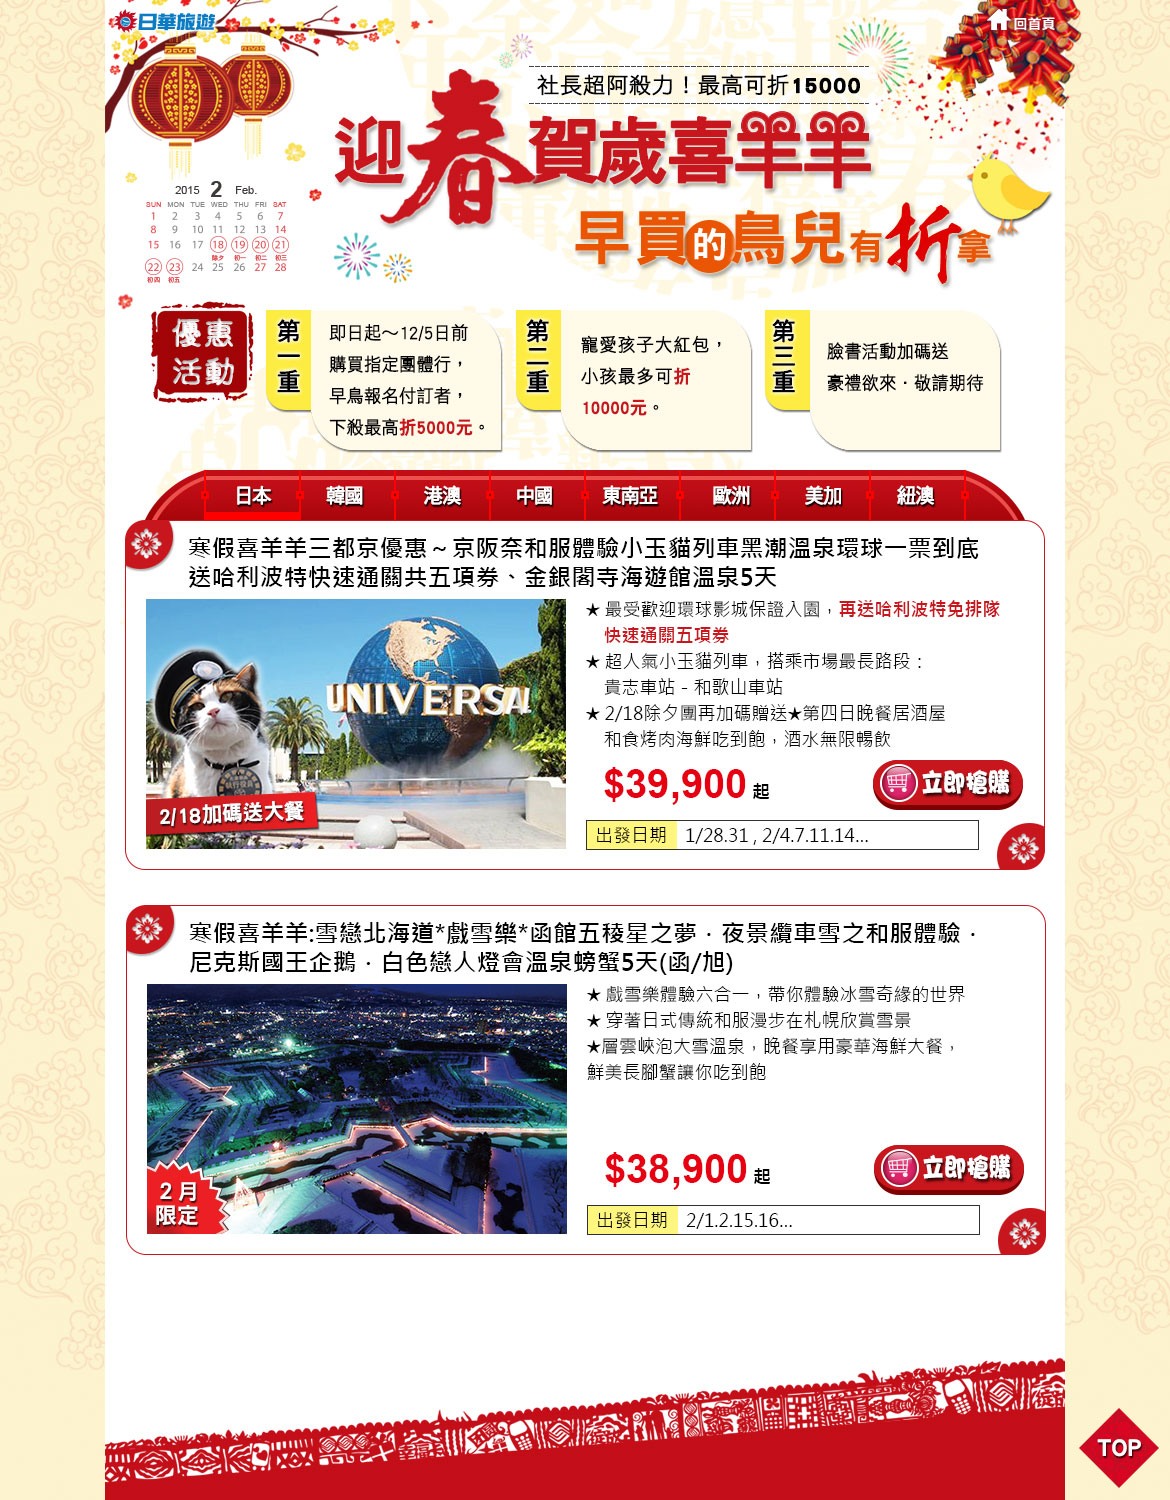 日華旅遊
回首頁
社長超阿殺力！最高可折15000
迎春賀歲喜羊羊
早買的鳥兒有折拿
2015 2 Feb.
SUN MON TUE WED THU FRI SAT
1 2 3 4 5 6 7
8 9 10 11 12 13 14
15 16 17 18 19 20 21
除夕 初一 初二 初三
22 23 24 25 26 27 28
初四 初五
優惠
活動
第一重
即日起～12/5日前
購買指定團體行，
早鳥報名付訂者，
下殺最高折5000元。
第二重
寵愛孩子大紅包，
小孩最多可折
10000元。
第三重
臉書活動加碼送
豪禮欲來．敬請期待
日本 韓國 港澳 中國 東南亞 歐洲 美加 紐澳
寒假喜羊羊三都京優惠～京阪奈和服體驗小玉貓列車黑潮溫泉環球一票到底
送哈利波特快速通關共五項券、金銀閣寺海遊館溫泉5天
UNIVERSAL
2/18加碼送大餐
★ 最受歡迎環球影城保證入園，再送哈利波特免排隊
快速通關五項券
★ 超人氣小玉貓列車，搭乘市場最長路段：
貴志車站 - 和歌山車站
★ 2/18除夕團再加碼贈送★第四日晚餐居酒屋
和食烤肉海鮮吃到飽，酒水無限暢飲
$39,900 起
立即搶購
出發日期 1/28.31 , 2/4.7.11.14...
寒假喜羊羊:雪戀北海道*戲雪樂*函館五稜星之夢．夜景纜車雪之和服體驗．
尼克斯國王企鵝．白色戀人燈會溫泉螃蟹5天(函/旭)
2月
限定
★ 戲雪樂體驗六合一，帶你體驗冰雪奇緣的世界
★ 穿著日式傳統和服漫步在札幌欣賞雪景
★層雲峽泡大雪溫泉，晚餐享用豪華海鮮大餐，
鮮美長腳蟹讓你吃到飽
$38,900 起
立即搶購
出發日期 2/1.2.15.16...
TOP